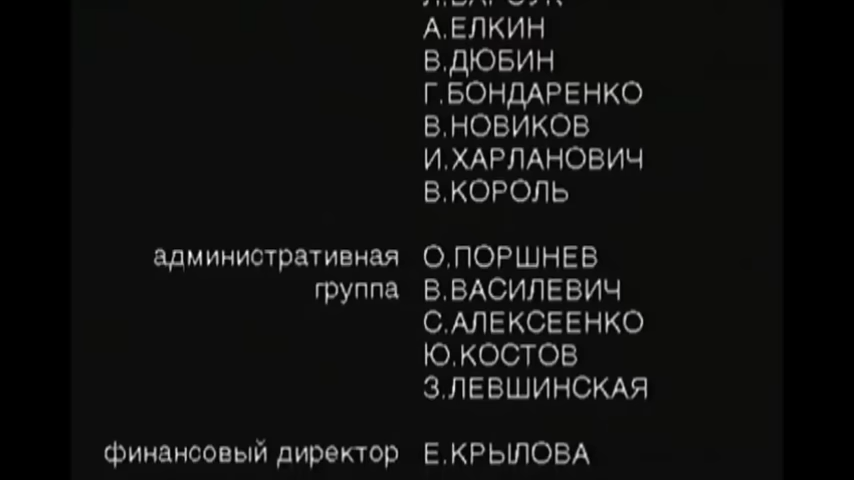 А.ЕЛКИН
В.ДЮБИН
Г.БОНДАРЕНКО
В.НОВИКОВ
И.ХАРЛАНОВИЧ
В.КОРОЛЬ
административная О.ПОРШНЕВ
группа В.ВАСИЛЕВИЧ
С.АЛЕКСЕЕНКО
Ю.КОСТОВ
З.ЛЕВШИНСКАЯ
финансовый директор Е.КРЫЛОВА